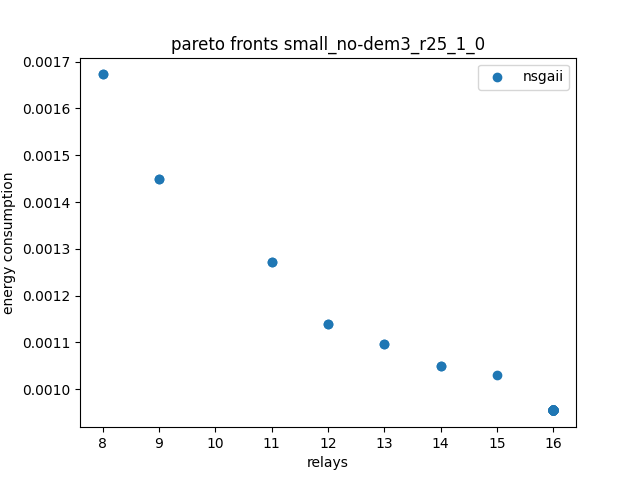 pareto fronts small_no-dem3_r25_1_0
nsgaii
energy consumption
0.0017
0.0016
0.0015
0.0014
0.0013
0.0012
0.0011
0.0010
8 9 10 11 12 13 14 15 16
relays